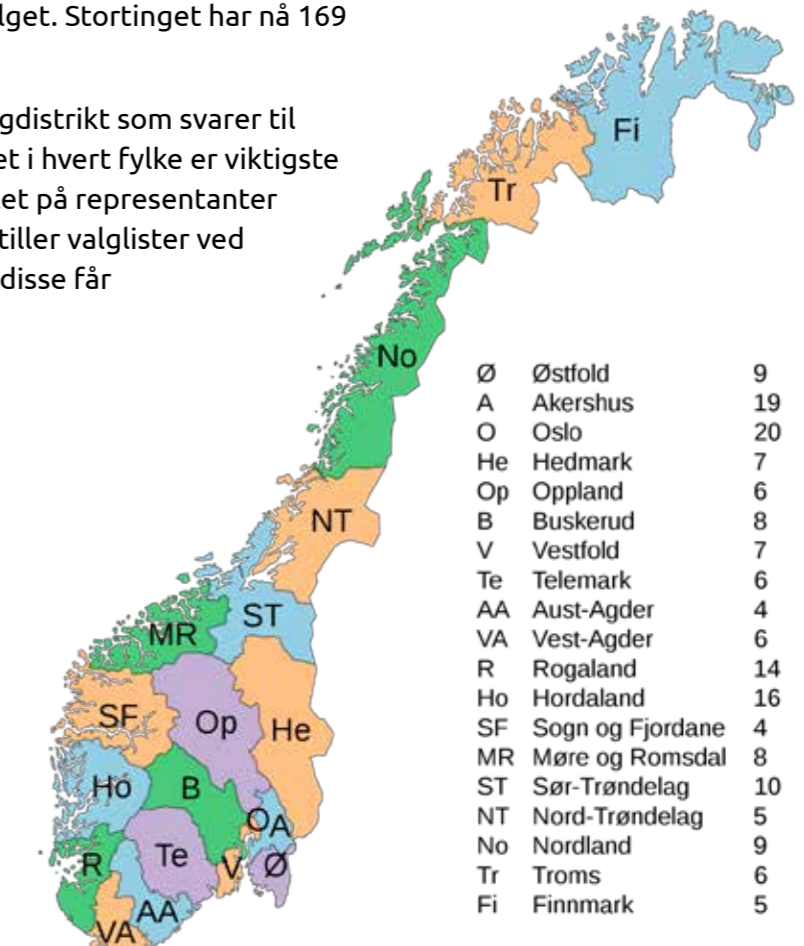 lget. Stortinget har nå 169
gdistrikt som svarer til
et i hvert fylke er viktigste
et på representanter
tiller valglister ved
disse får
Fi
Tr
No
NT
ST
MR
SF
Op
He
Ho
B
O
A
R
Te
V
Ø
AA
VA
Ø Østfold 9
A Akershus 19
O Oslo 20
He Hedmark 7
Op Oppland 6
B Buskerud 8
V Vestfold 7
Te Telemark 6
AA Aust-Agder 4
VA Vest-Agder 6
R Rogaland 14
Ho Hordaland 16
SF Sogn og Fjordane 4
MR Møre og Romsdal 8
ST Sør-Trøndelag 10
NT Nord-Trøndelag 5
No Nordland 9
Tr Troms 6
Fi Finnmark 5